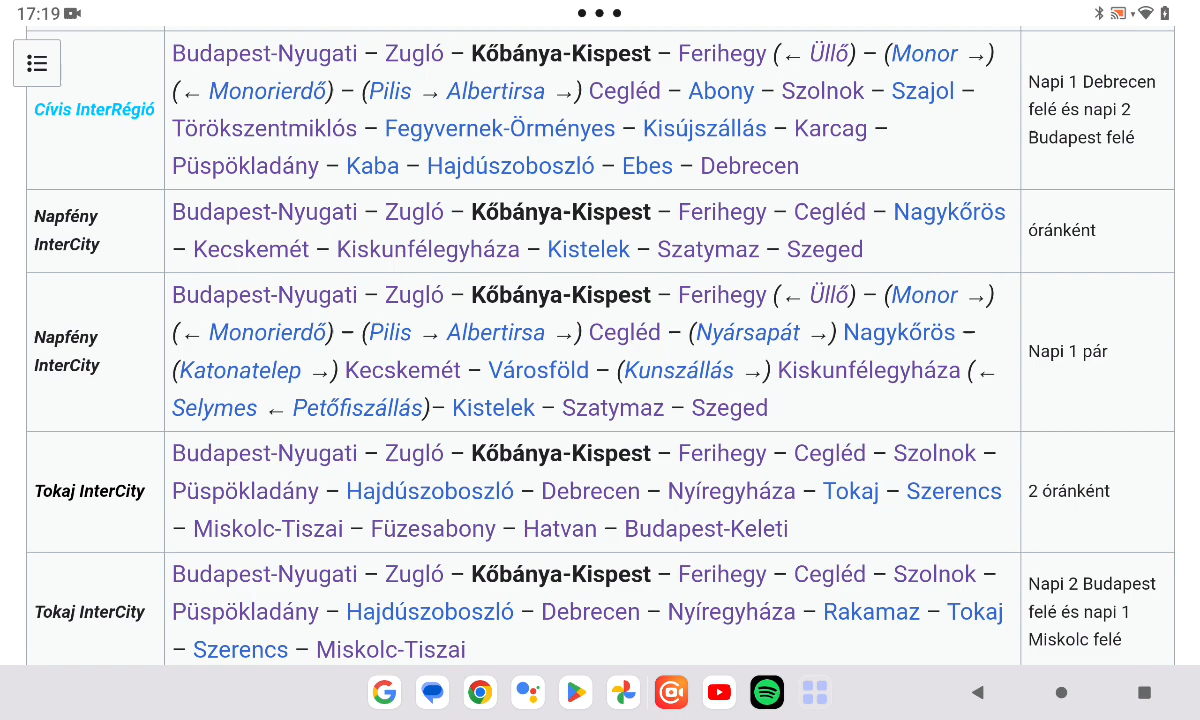 17:19
Cívis InterRégió
Budapest-Nyugati – Zugló – Kőbánya-Kispest – Ferihegy (← Üllő) – (Monor →)
(← Monorierdő) – (Pilis → Albertirsa →) Cegléd – Abony – Szolnok – Szajol –
Törökszentmiklós – Fegyvernek-Örményes – Kisújszállás – Karcag –
Püspökladány – Kaba – Hajdúszoboszló – Ebes – Debrecen
Napi 1 Debrecen
felé és napi 2
Budapest felé
Napfény
InterCity
Budapest-Nyugati – Zugló – Kőbánya-Kispest – Ferihegy – Cegléd – Nagykőrös
– Kecskemét – Kiskunfélegyháza – Kistelek – Szatymaz – Szeged
óránként
Napfény
InterCity
Budapest-Nyugati – Zugló – Kőbánya-Kispest – Ferihegy (← Üllő) – (Monor →)
(← Monorierdő) – (Pilis → Albertirsa →) Cegléd – (Nyársapát →) Nagykőrös –
(Katonatelep →) Kecskemét – Városföld – (Kunszállás →) Kiskunfélegyháza (←
Selymes ← Petőfiszállás)– Kistelek – Szatymaz – Szeged
Napi 1 pár
Tokaj InterCity
Budapest-Nyugati – Zugló – Kőbánya-Kispest – Ferihegy – Cegléd – Szolnok –
Püspökladány – Hajdúszoboszló – Debrecen – Nyíregyháza – Tokaj – Szerencs
– Miskolc-Tiszai – Füzesabony – Hatvan – Budapest-Keleti
2 óránként
Tokaj InterCity
Budapest-Nyugati – Zugló – Kőbánya-Kispest – Ferihegy – Cegléd – Szolnok –
Püspökladány – Hajdúszoboszló – Debrecen – Nyíregyháza – Rakamaz – Tokaj
– Szerencs – Miskolc-Tiszai
Napi 2 Budapest
felé és napi 1
Miskolc felé